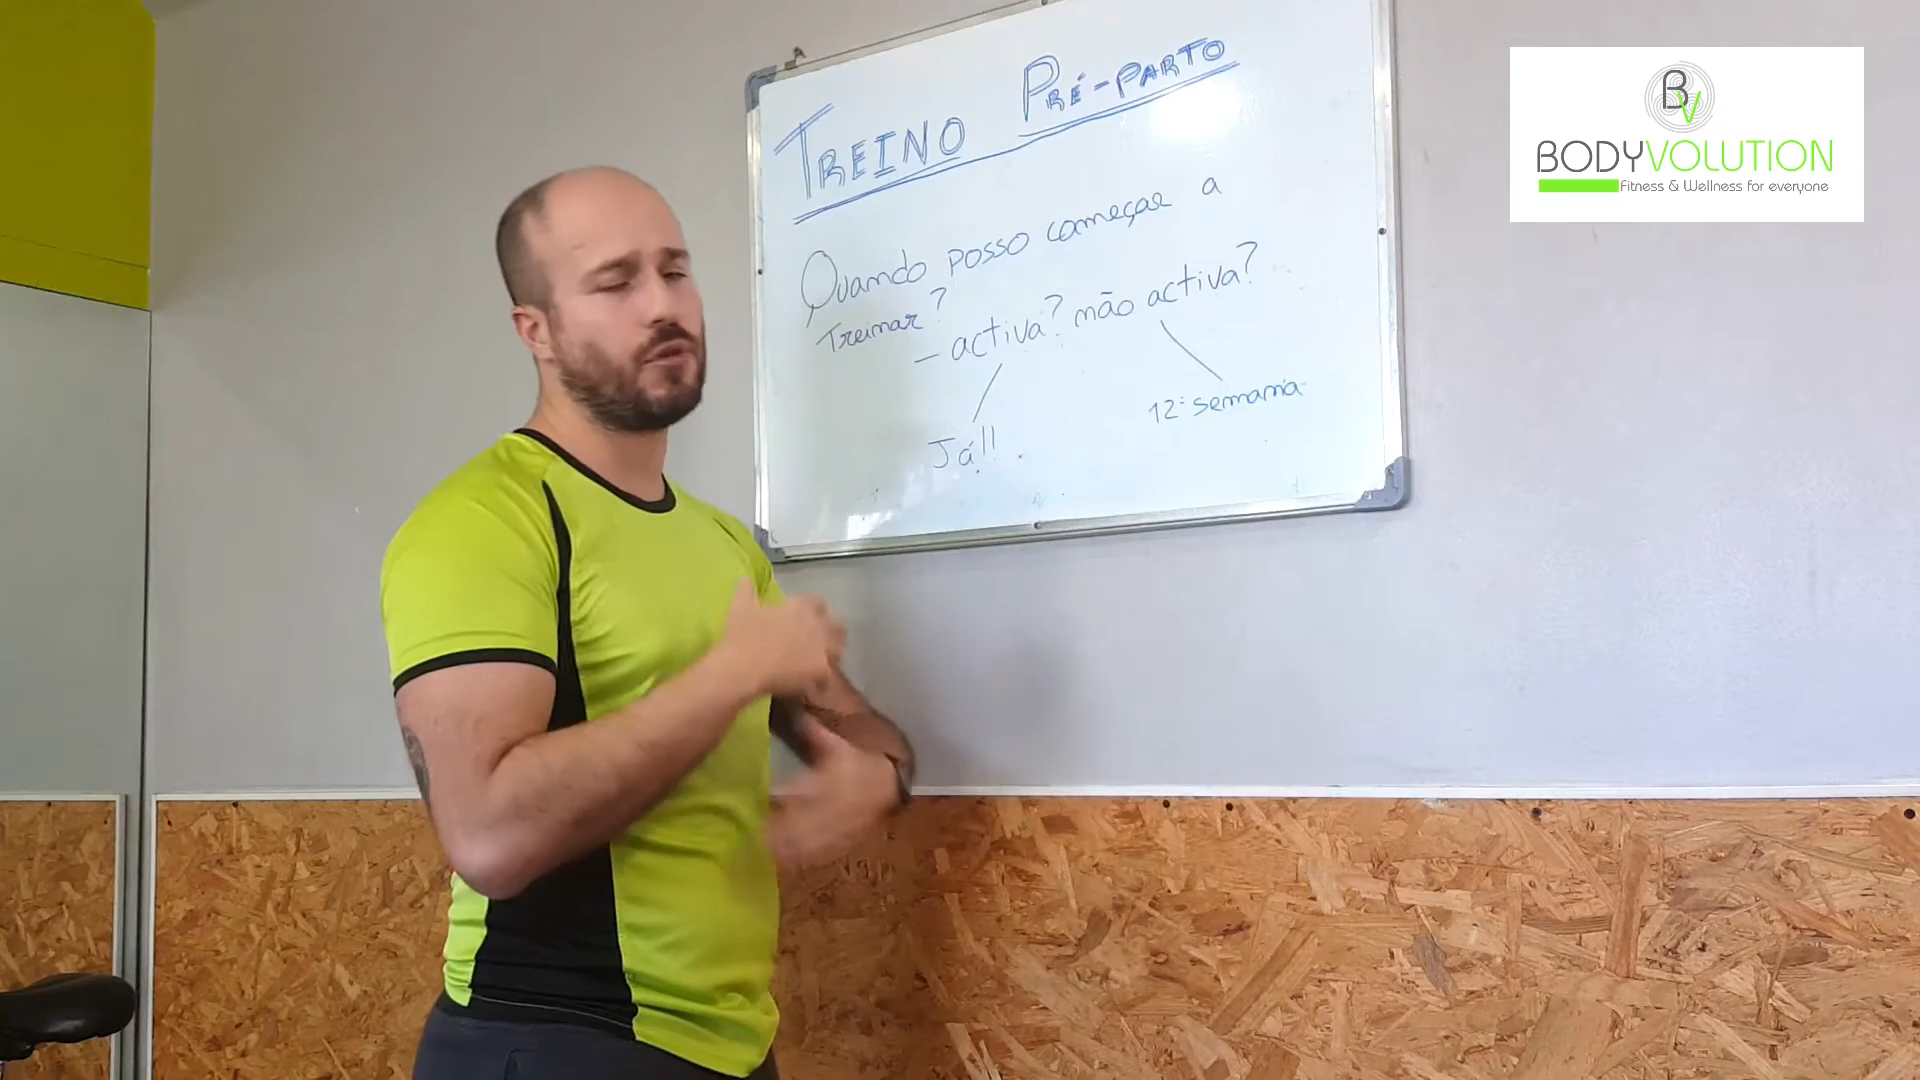 TREINO PRÉ-PARTO
Quando posso começar a
Treinar?
- activa? não activa?
12ª semana
Já!!
BV
BODYVOLUTION
Fitness & Wellness for everyone